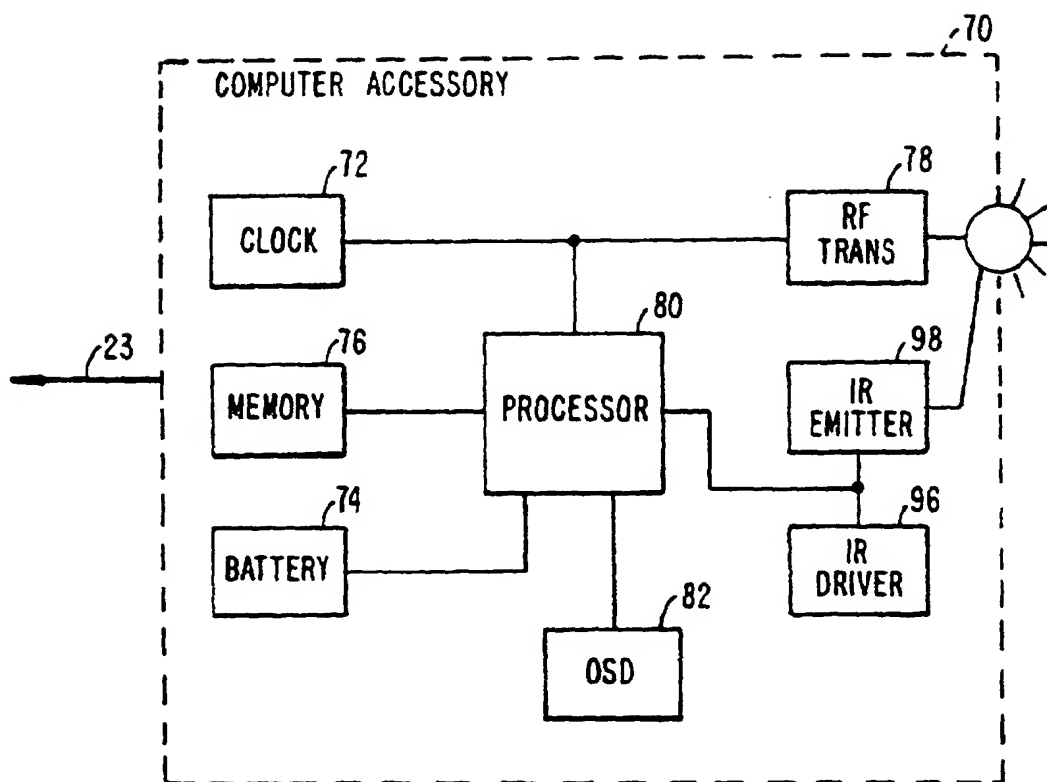 70
COMPUTER ACCESSORY
72
CLOCK
78
RF
TRANS
80
PROCESSOR
23
76
MEMORY
98
IR
EMITTER
74
BATTERY
96
IR
DRIVER
82
OSD